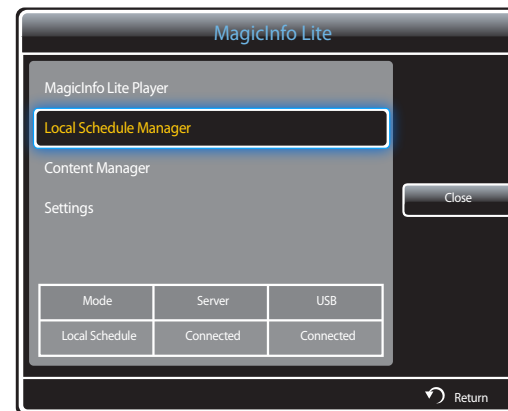 MagicInfo Lite
MagicInfo Lite Player
Local Schedule Manager
Content Manager
Settings
Close
Mode Server USB
Local Schedule Connected Connected
Return